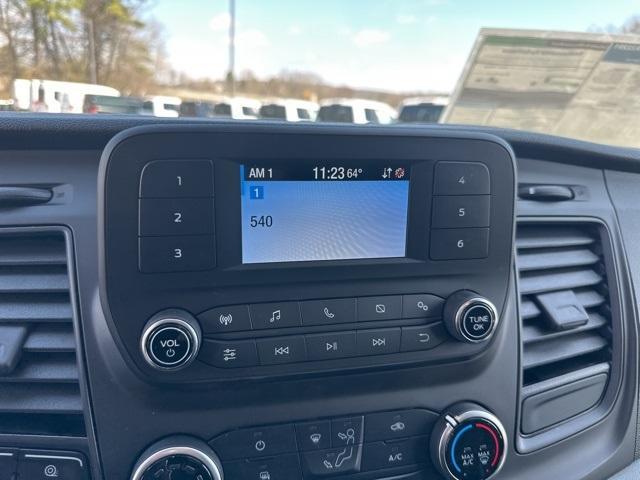 AM 1 11:23 64°
1
540
1
2
3
4
5
6
VOL
TUNE
OK
A/C
MAX
A/C
MAX